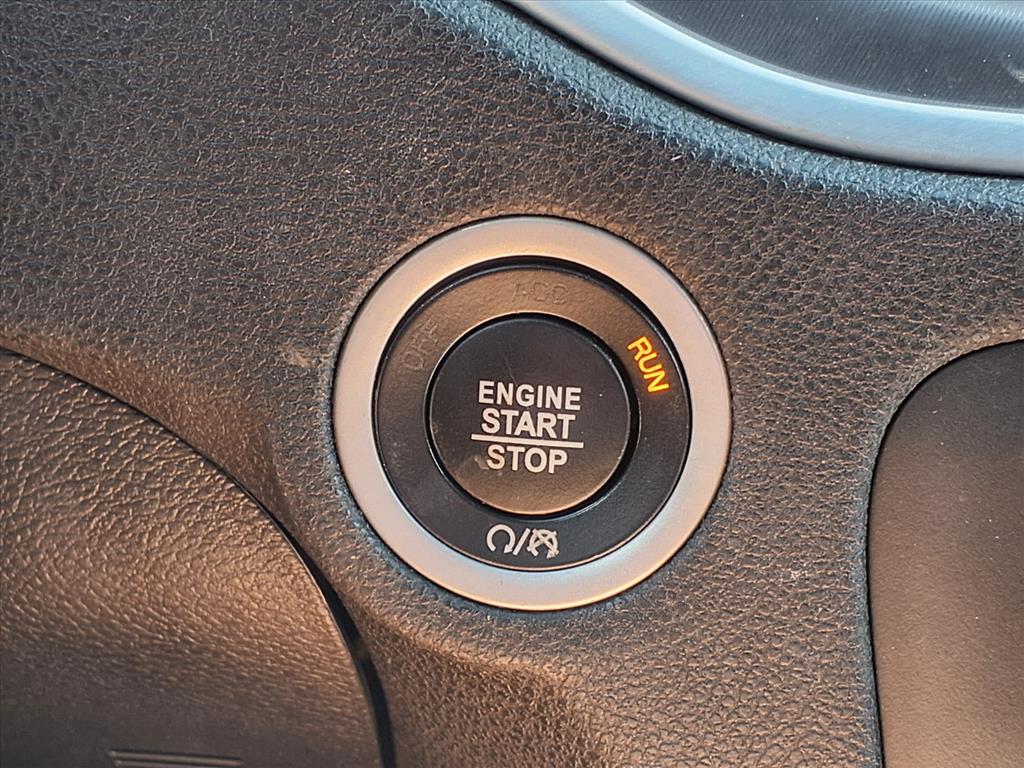 OFF
ACC
RUN
ENGINE
START
STOP